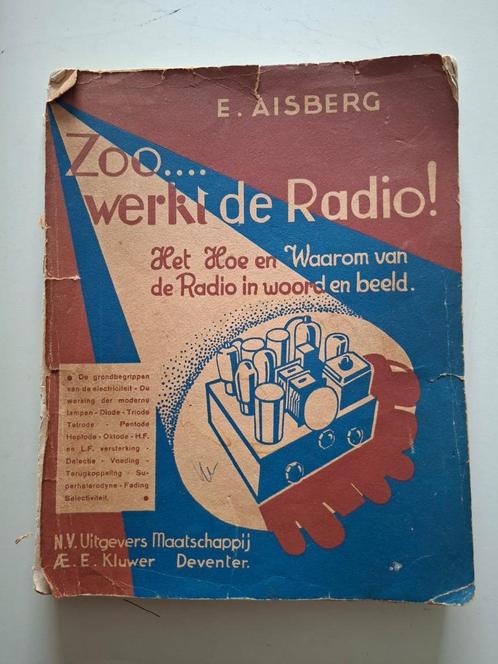 E. AISBERG
Zoo....
werkt de Radio!
Het Hoe en Waarom van
de Radio in woord en beeld.
● De grondbegrippen
van de electriciteit - De
werking der moderne
lampen - Diode - Triode
Tetrode - Pentode
Heptode - Oktode - H.F.
en L.F. versterking -
Detectie - Voeding -
Terugkoppeling - Su-
perheterodyne - Fading
Selectiviteit. ●
N.V. Uitgevers Maatschappij
Æ. E. Kluwer Deventer.